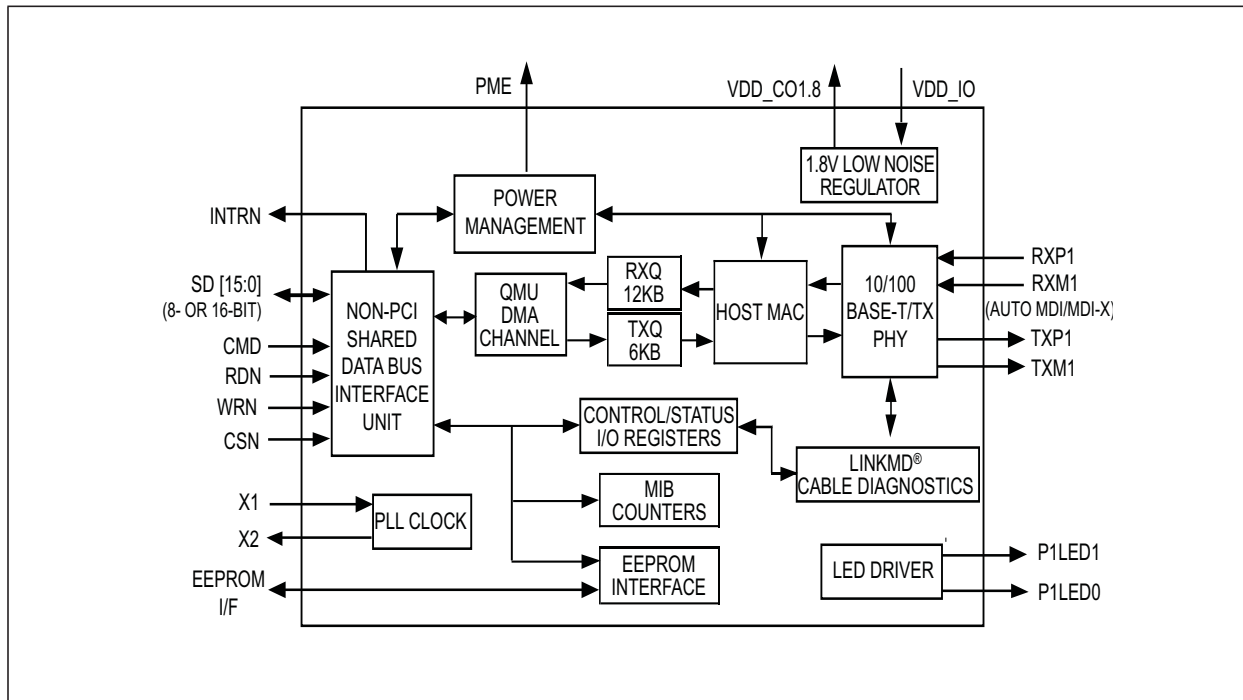 PME
VDD_CO1.8
VDD_IO
1.8V LOW NOISE
REGULATOR
POWER
MANAGEMENT
INTRN
SD [15:0]
(8- OR 16-BIT)
CMD
RDN
WRN
CSN
NON-PCI
SHARED
DATA BUS
INTERFACE
UNIT
QMU
DMA
CHANNEL
RXQ
12KB
TXQ
6KB
HOST MAC
10/100
BASE-T/TX
PHY
RXP1
RXM1
(AUTO MDI/MDI-X)
TXP1
TXM1
CONTROL/STATUS
I/O REGISTERS
LINKMD®
CABLE DIAGNOSTICS
MIB
COUNTERS
X1
X2
PLL CLOCK
EEPROM
I/F
EEPROM
INTERFACE
LED DRIVER
P1LED1
P1LED0